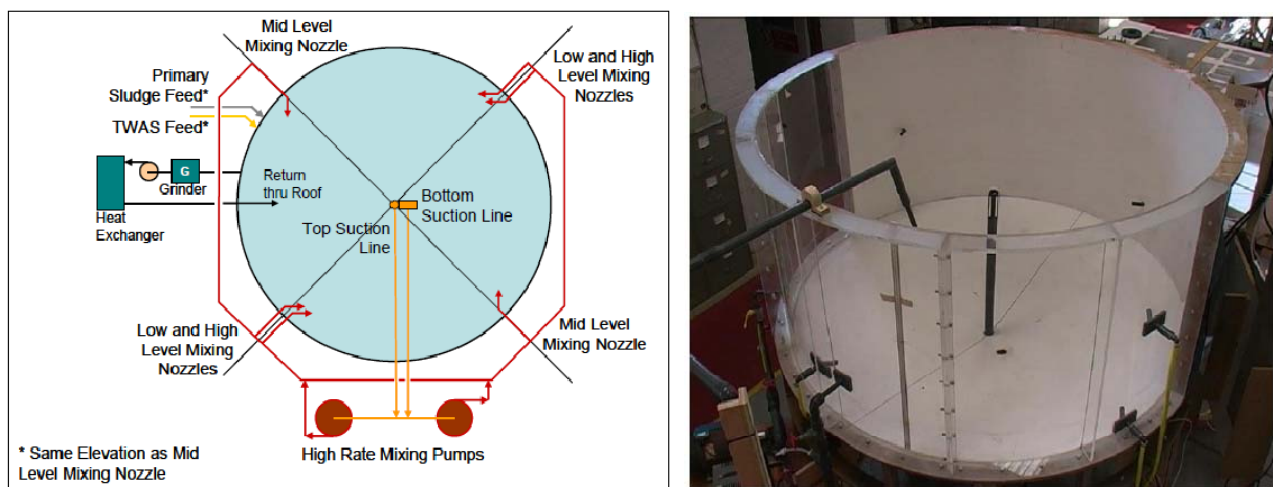 Mid Level
Mixing Nozzle
Low and High
Level Mixing
Nozzles
Primary
Sludge Feed*
TWAS Feed*
G
Grinder
Heat
Exchanger
Return
thru Roof
Bottom
Suction Line
Top Suction
Line
Low and High
Level Mixing
Nozzles
Mid Level
Mixing Nozzle
High Rate Mixing Pumps
* Same Elevation as Mid
Level Mixing Nozzle